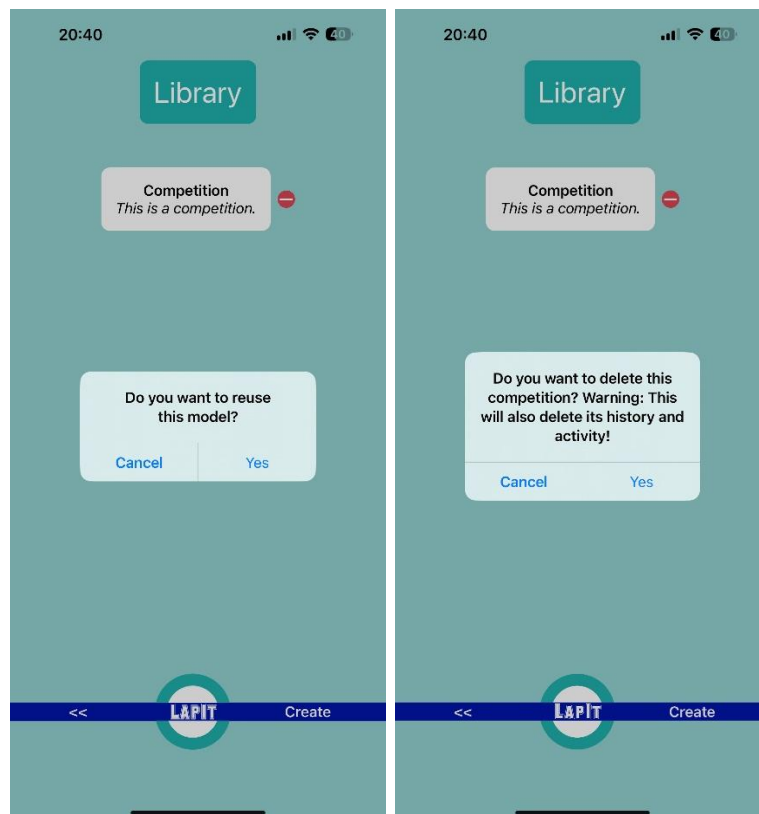 20:40
40
Library
Competition
This is a competition.
Do you want to reuse
this model?
Cancel Yes
<< LAPIT Create
20:40
40
Library
Competition
This is a competition.
Do you want to delete this
competition? Warning: This
will also delete its history and
activity!
Cancel Yes
<< LAPIT Create